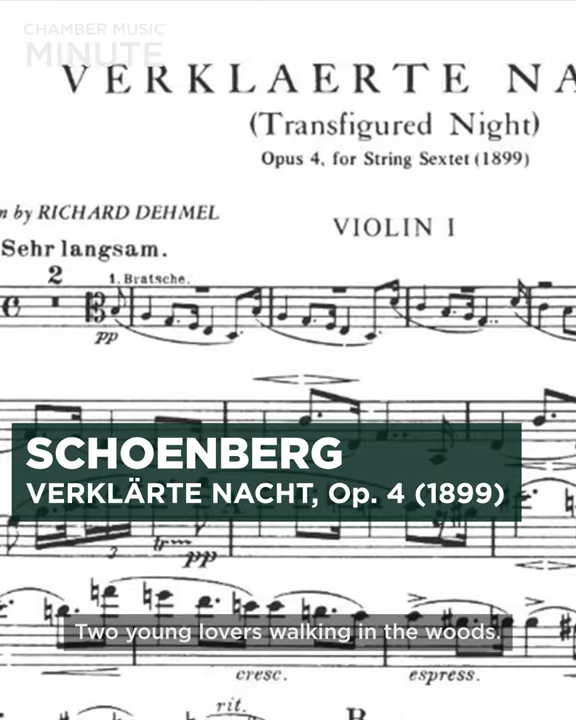 CHAMBER MUSIC
MINUTE
VERKLAERTE NA
(Transfigured Night)
Opus 4, for String Sextet (1899)
n by RICHARD DEHMEL
VIOLIN I
Sehr langsam.
2
1. Bratsche.
pp
SCHOENBERG
VERKLÄRTE NACHT, Op. 4 (1899)
3
tr
pp
Two young lovers walking in the woods.
cresc.
espress.
rit.
B